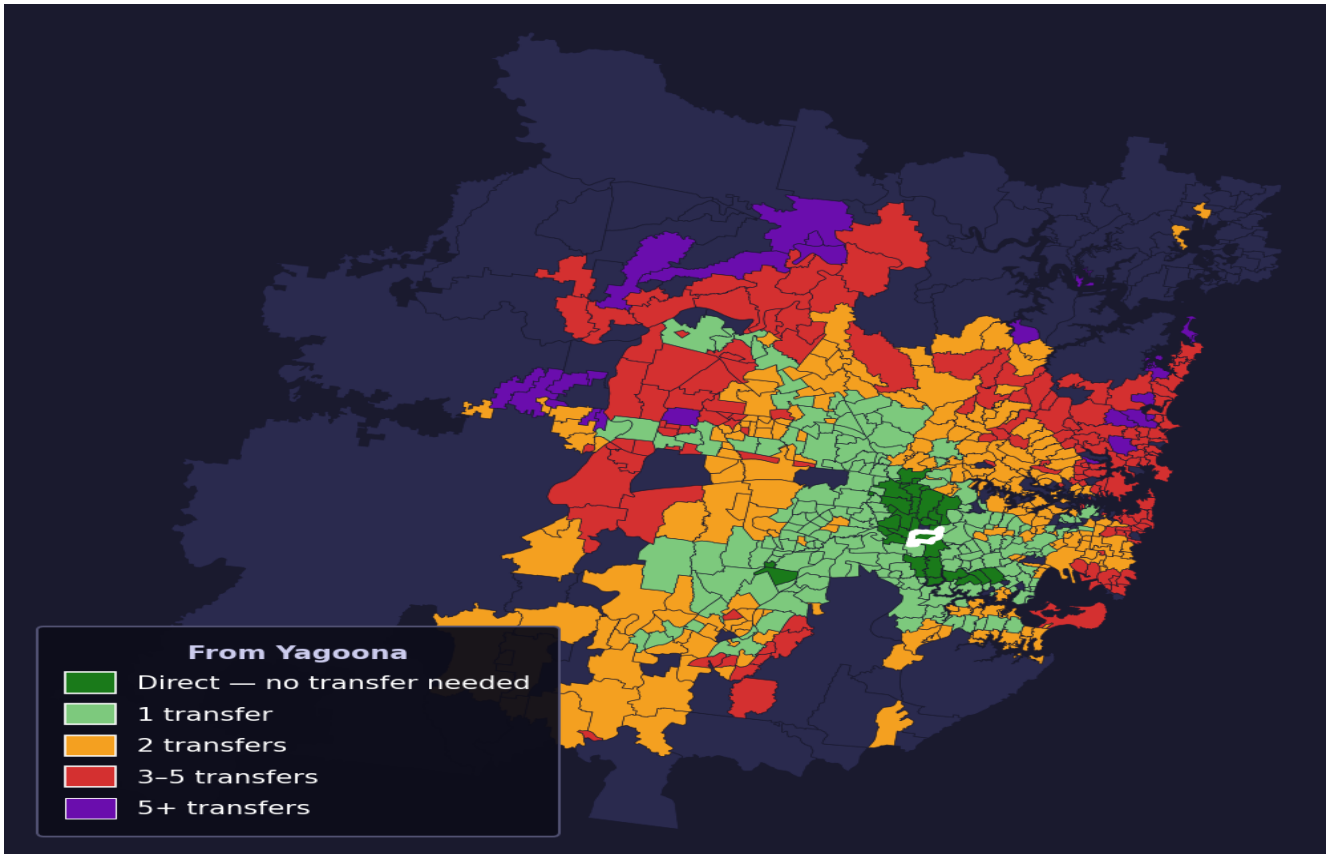 From Yagoona
Direct — no transfer needed
1 transfer
2 transfers
3–5 transfers
5+ transfers